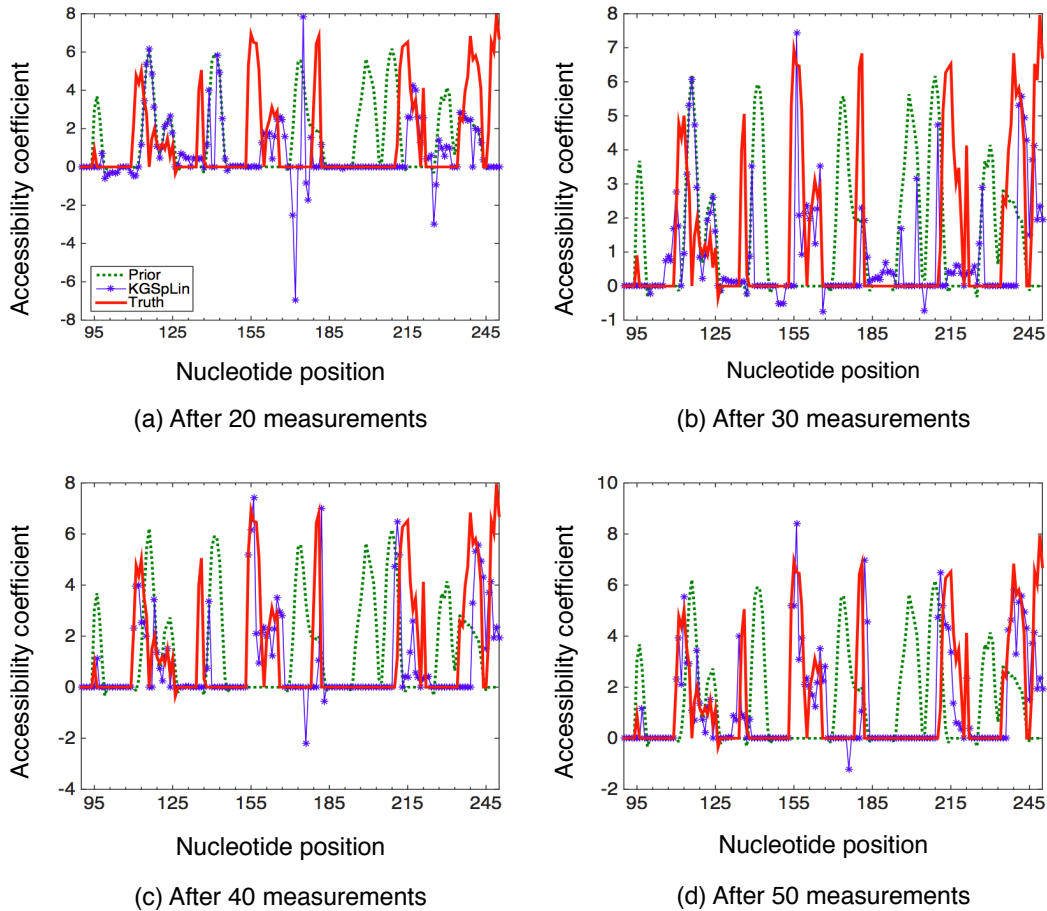 Accessibility coefficient
8
6
4
2
0
-2
-4
-6
-8
Prior
KGSpLin
Truth
95 125 155 185 215 245
Nucleotide position
(a) After 20 measurements
Accessibility coefficient
8
7
6
5
4
3
2
1
0
-1
95 125 155 185 215 245
Nucleotide position
(b) After 30 measurements
Accessibility coefficient
8
6
4
2
0
-2
-4
95 125 155 185 215 245
Nucleotide position
(c) After 40 measurements
Accessibility coefficient
10
8
6
4
2
0
-2
95 125 155 185 215 245
Nucleotide position
(d) After 50 measurements